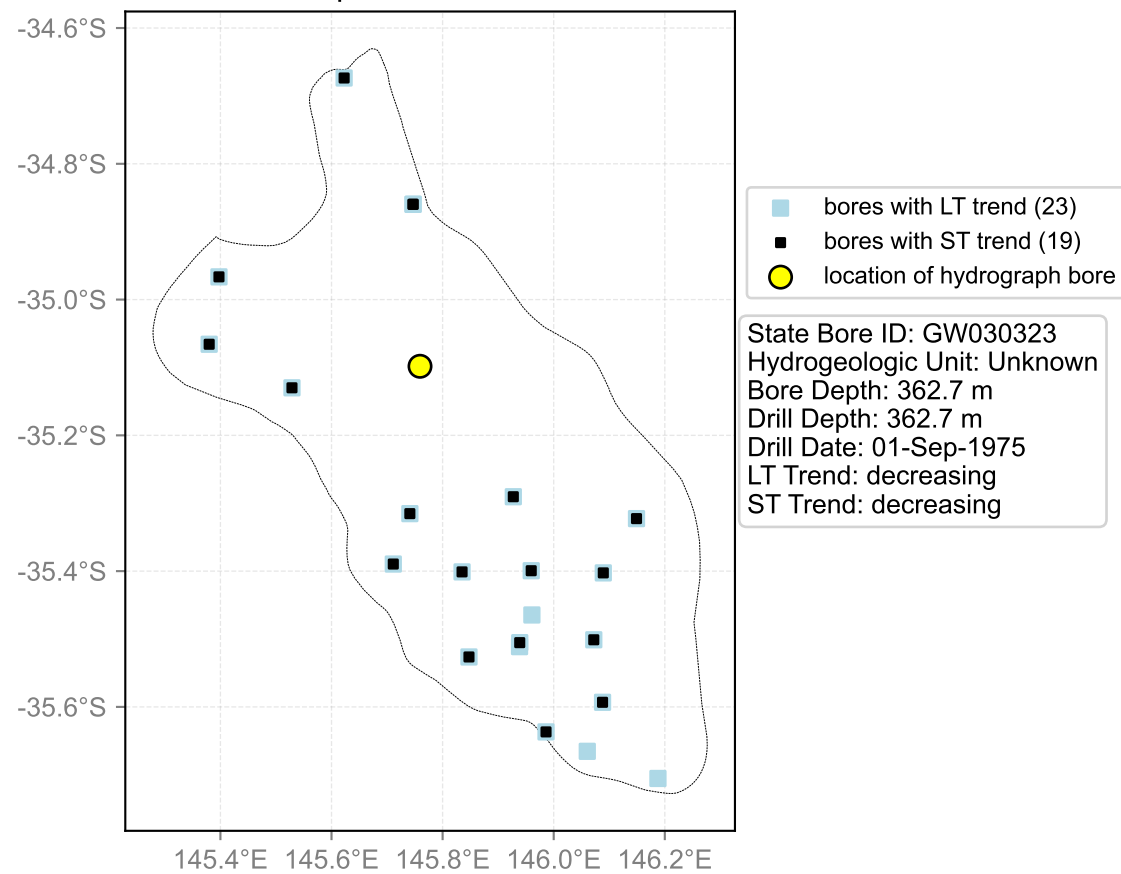 -34.6°S
-34.8°S
-35.0°S
-35.2°S
-35.4°S
-35.6°S
145.4°E
145.6°E
145.8°E
146.0°E
146.2°E
bores with LT trend (23)
bores with ST trend (19)
location of hydrograph bore
State Bore ID: GW030323
Hydrogeologic Unit: Unknown
Bore Depth: 362.7 m
Drill Depth: 362.7 m
Drill Date: 01-Sep-1975
LT Trend: decreasing
ST Trend: decreasing